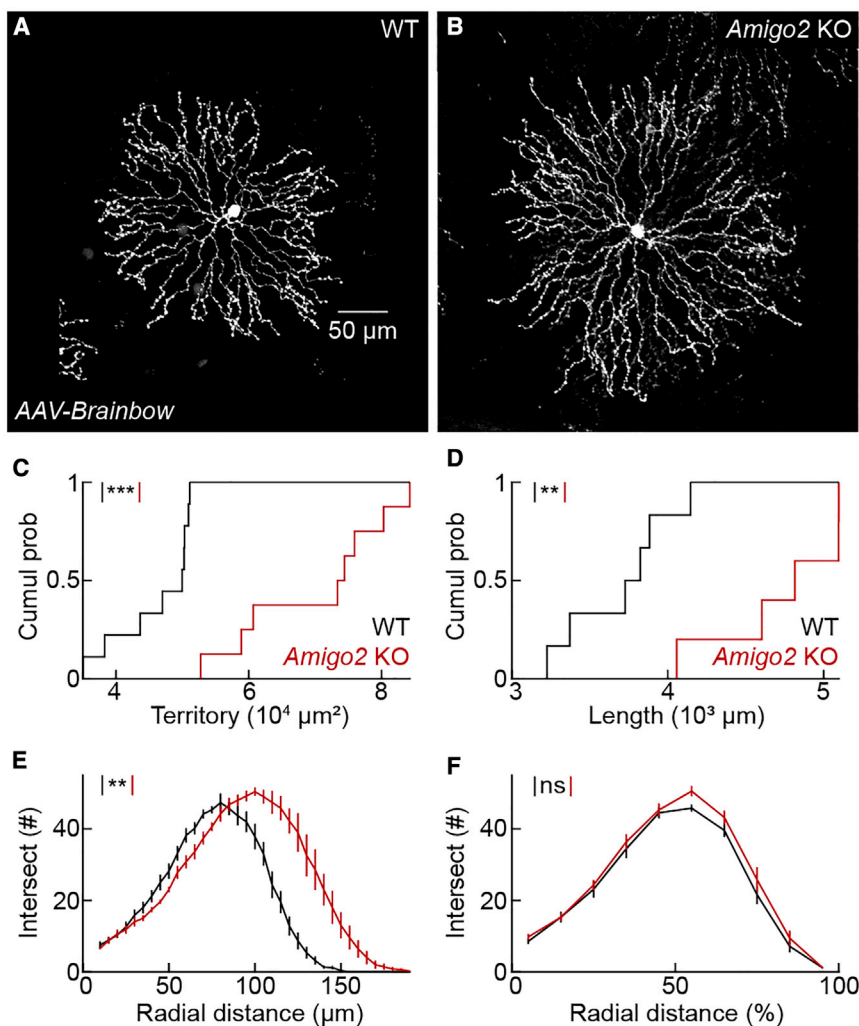 A
WT
50 µm
AAV-Brainbow
B
Amigo2 KO
C
|***|
1
0.5
0
Cumul prob
WT
Amigo2 KO
4
6
8
Territory (10⁴ µm²)
D
|**|
1
0.5
0
Cumul prob
WT
Amigo2 KO
3
4
5
Length (10³ µm)
E
|**|
40
20
0
Intersect (#)
0
50
100
150
Radial distance (µm)
F
|ns|
40
20
0
Intersect (#)
0
50
100
Radial distance (%)